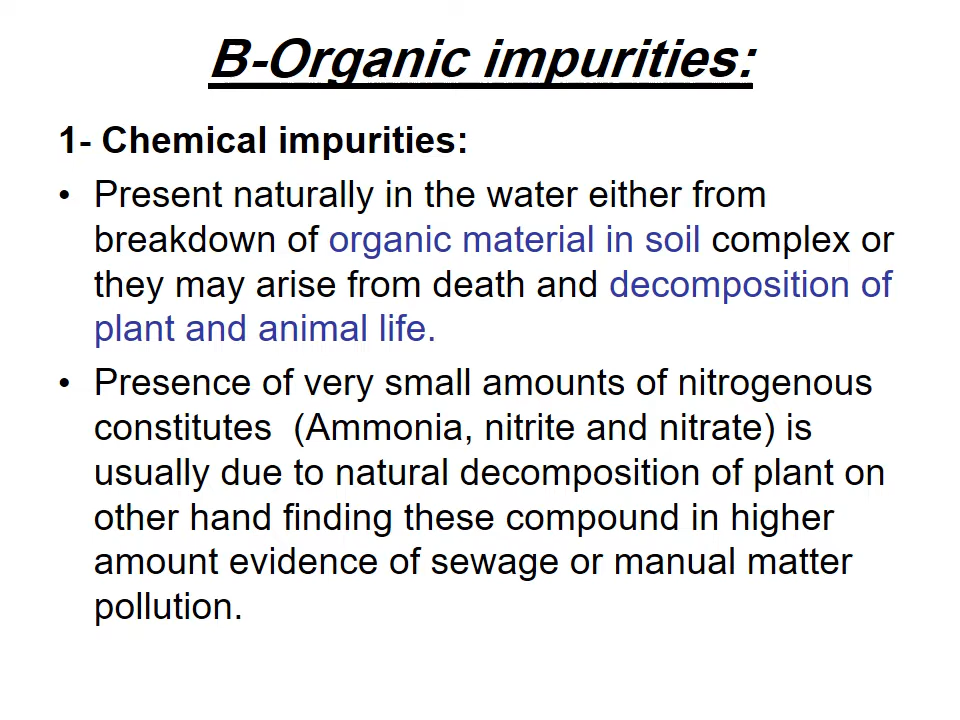 B-Organic impurities:
1- Chemical impurities:
• Present naturally in the water either from
breakdown of organic material in soil complex or
they may arise from death and decomposition of
plant and animal life.
• Presence of very small amounts of nitrogenous
constitutes  (Ammonia, nitrite and nitrate) is
usually due to natural decomposition of plant on
other hand finding these compound in higher
amount evidence of sewage or manual matter
pollution.